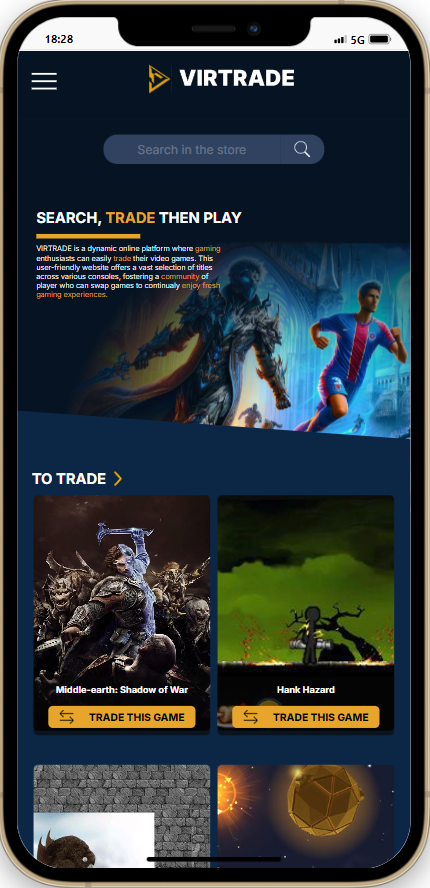 18:28
5G
VIRTRADE
Search in the store
SEARCH, TRADE THEN PLAY
VIRTRADE is a dynamic online platform where gaming
enthusiasts can easily trade their video games. This
user-friendly website offers a vast selection of titles
across various consoles, fostering a community of
player who can swap games to continualy enjoy fresh
gaming experiences.
TO TRADE
Middle-earth: Shadow of War
Hank Hazard
TRADE THIS GAME
TRADE THIS GAME